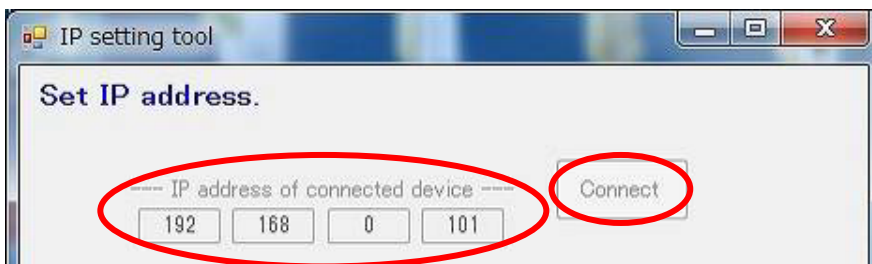 IP setting tool
Set IP address.
--- IP address of connected device ---
Connect
192 168 0 101